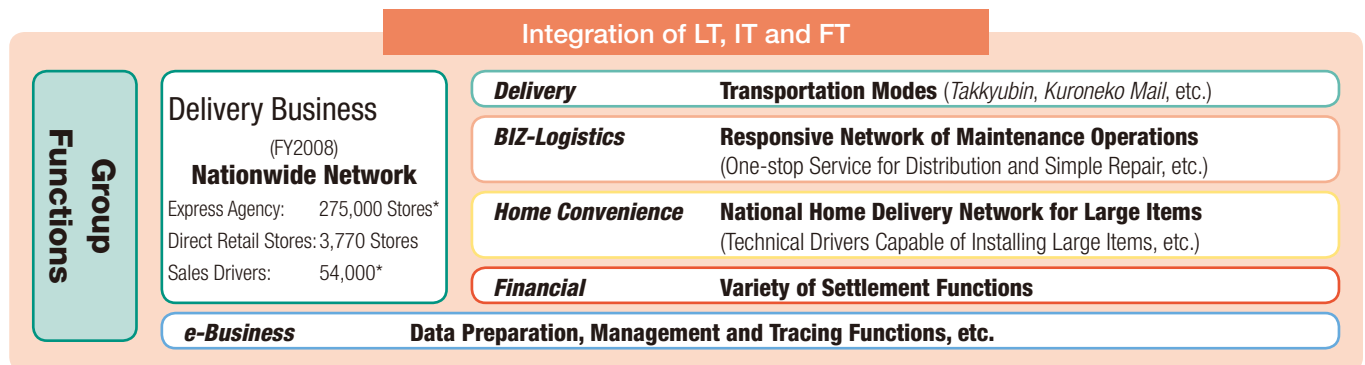 Integration of LT, IT and FT
Group
Functions
Delivery Business
(FY2008)
Nationwide Network
Express Agency: 275,000 Stores*
Direct Retail Stores: 3,770 Stores
Sales Drivers: 54,000*
Delivery Transportation Modes (Takkyubin, Kuroneko Mail, etc.)
BIZ-Logistics Responsive Network of Maintenance Operations
(One-stop Service for Distribution and Simple Repair, etc.)
Home Convenience National Home Delivery Network for Large Items
(Technical Drivers Capable of Installing Large Items, etc.)
Financial Variety of Settlement Functions
e-Business Data Preparation, Management and Tracing Functions, etc.